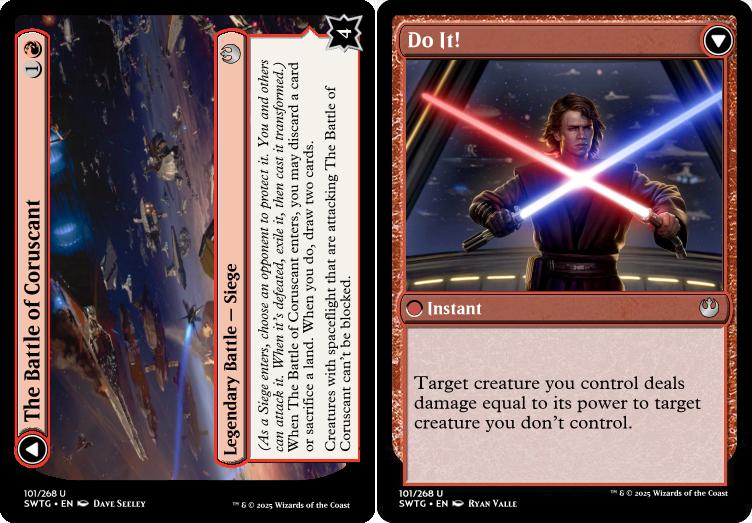 The Battle of Coruscant 1
Legendary Battle – Siege
(As a Siege enters, choose an opponent to protect it. You and others
can attack it. When it's defeated, exile it, then cast it transformed.)
When The Battle of Coruscant enters, you may discard a card
or sacrifice a land. When you do, draw two cards.
Creatures with spaceflight that are attacking The Battle of
Coruscant can't be blocked.
4
101/268 U
SWTG • EN DAVE SEELEY
™ & © 2025 Wizards of the Coast
Do It!
Instant
Target creature you control deals
damage equal to its power to target
creature you don't control.
101/268 U
SWTG • EN RYAN VALLE
™ & © 2025 Wizards of the Coast